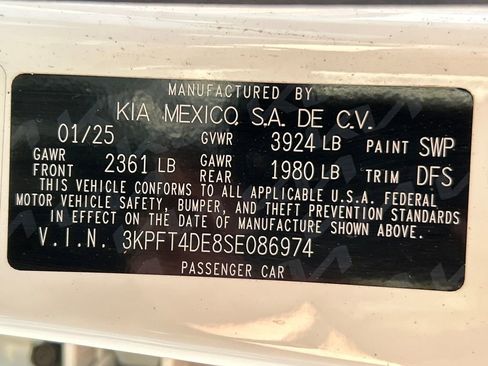 MANUFACTURED BY
KIA MEXICO, S.A. DE C.V.
01/25 GVWR 3924 LB PAINT SWP
GAWR FRONT 2361 LB GAWR REAR 1980 LB TRIM DFS
THIS VEHICLE CONFORMS TO ALL APPLICABLE U.S.A. FEDERAL
MOTOR VEHICLE SAFETY, BUMPER, AND THEFT PREVENTION STANDARDS
IN EFFECT ON THE DATE OF MANUFACTURE SHOWN ABOVE.
V.I.N. 3KPFT4DE8SE086974
PASSENGER CAR